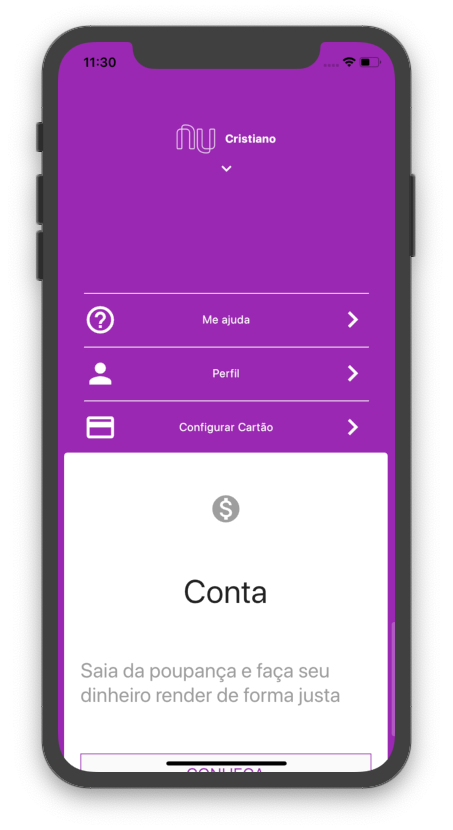 11:30
nu Cristiano
Me ajuda
Perfil
Configurar Cartão
Conta
Saia da poupança e faça seu
dinheiro render de forma justa